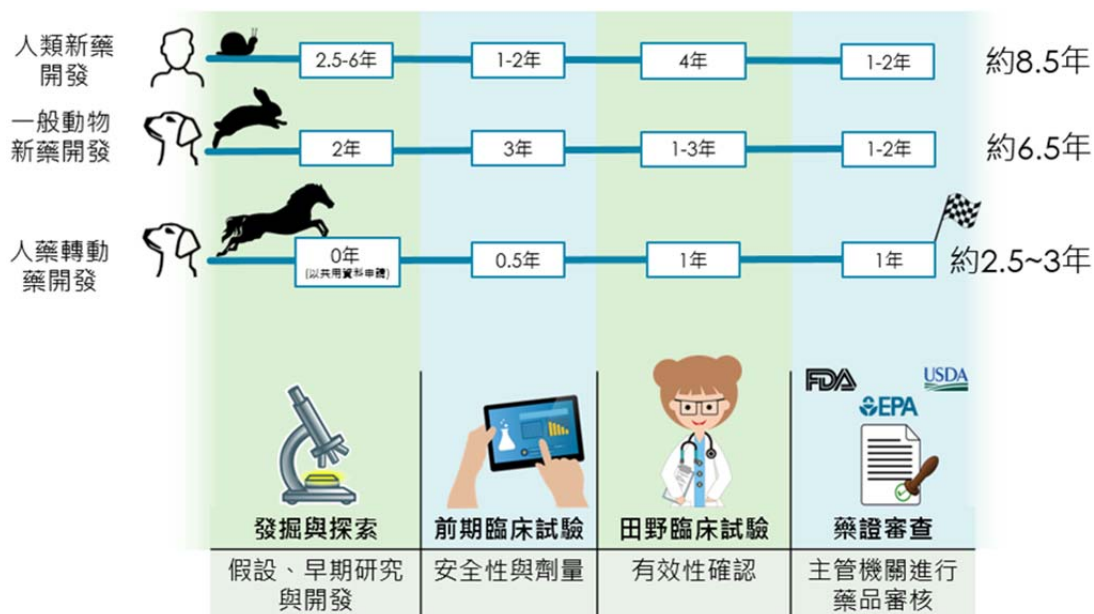 人類新藥
開發
2.5-6年
1-2年
4年
1-2年
約8.5年
一般動物
新藥開發
2年
3年
1-3年
1-2年
約6.5年
人藥轉動
藥開發
0年
(以共用資料申請)
0.5年
1年
1年
約2.5~3年
FDA
USDA
EPA
發掘與探索
前期臨床試驗
田野臨床試驗
藥證審查
假設、早期研究
與開發
安全性與劑量
有效性確認
主管機關進行
藥品審核